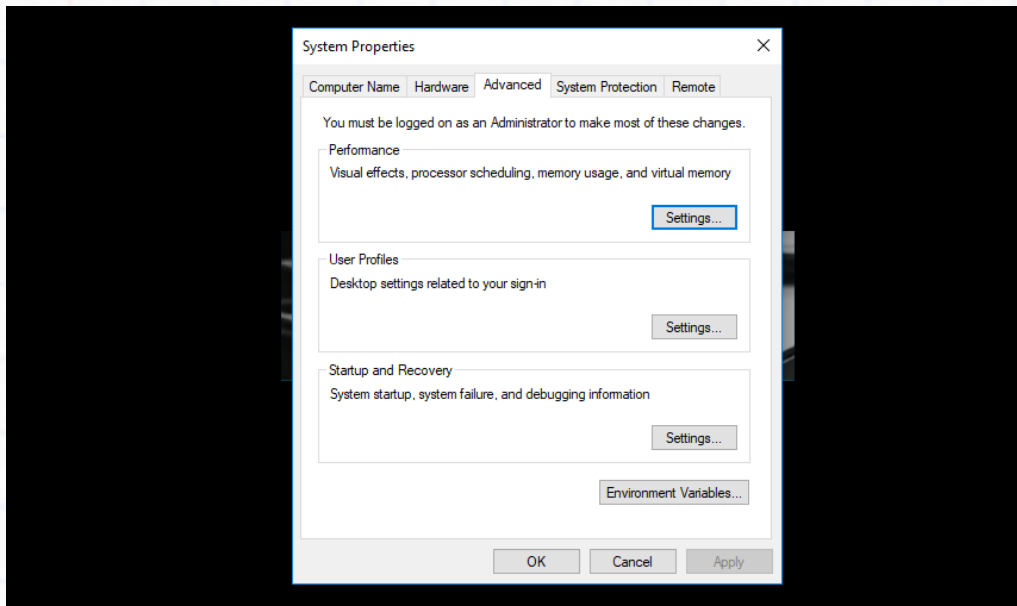 System Properties
Computer Name Hardware Advanced System Protection Remote
You must be logged on as an Administrator to make most of these changes.
Performance
Visual effects, processor scheduling, memory usage, and virtual memory
Settings...
User Profiles
Desktop settings related to your sign-in
Settings...
Startup and Recovery
System startup, system failure, and debugging information
Settings...
Environment Variables...
OK Cancel Apply